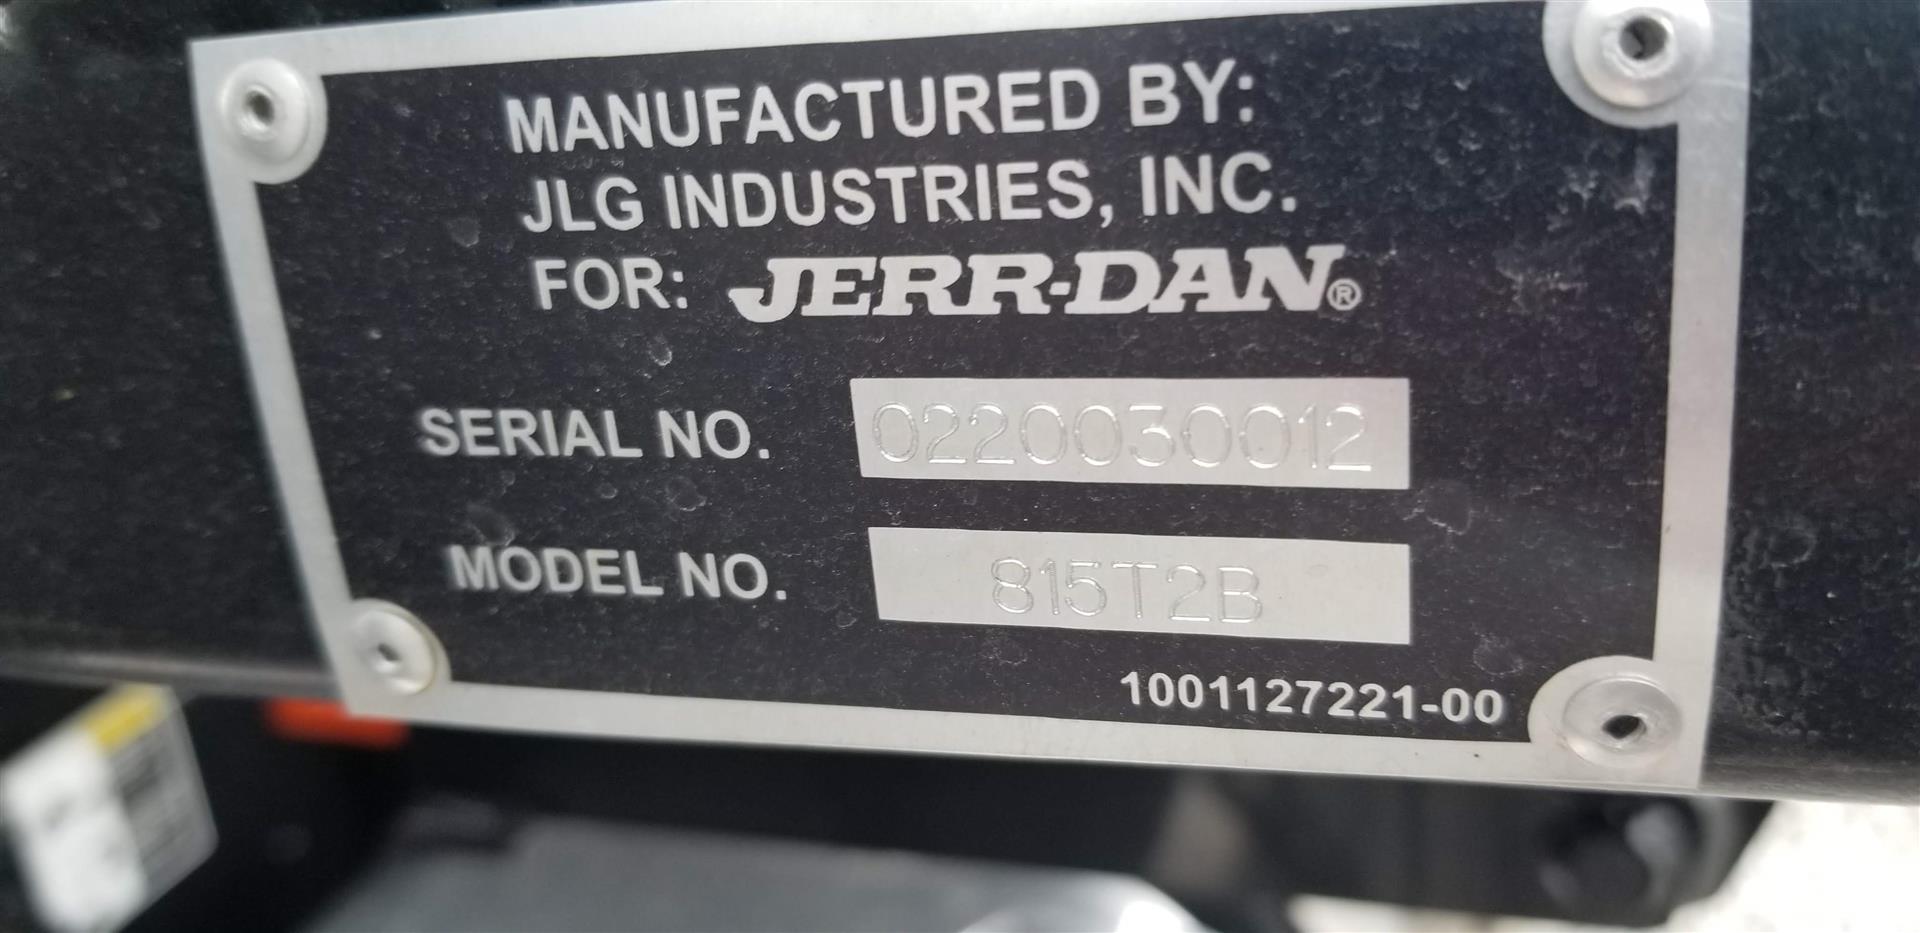 MANUFACTURED BY:
JLG INDUSTRIES, INC.
FOR: JERR-DAN®
SERIAL NO. 0220030012
MODEL NO. 815T2B
1001127221-00